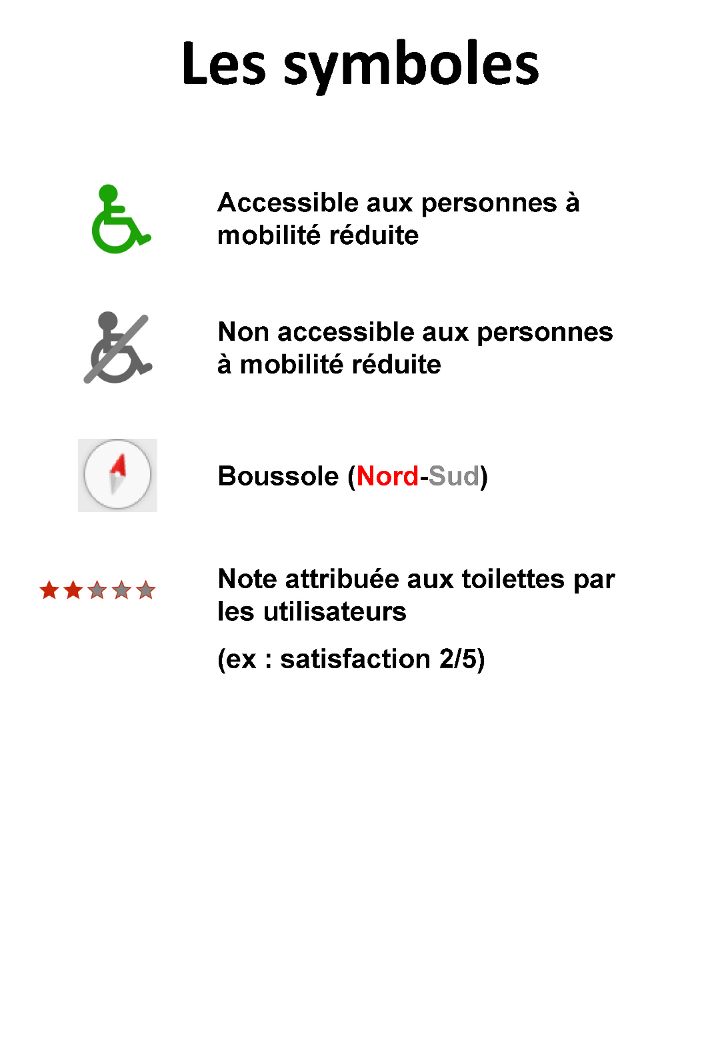 Les symboles
Accessible aux personnes à
mobilité réduite
Non accessible aux personnes
à mobilité réduite
Boussole (Nord-Sud)
Note attribuée aux toilettes par
les utilisateurs
(ex : satisfaction 2/5)